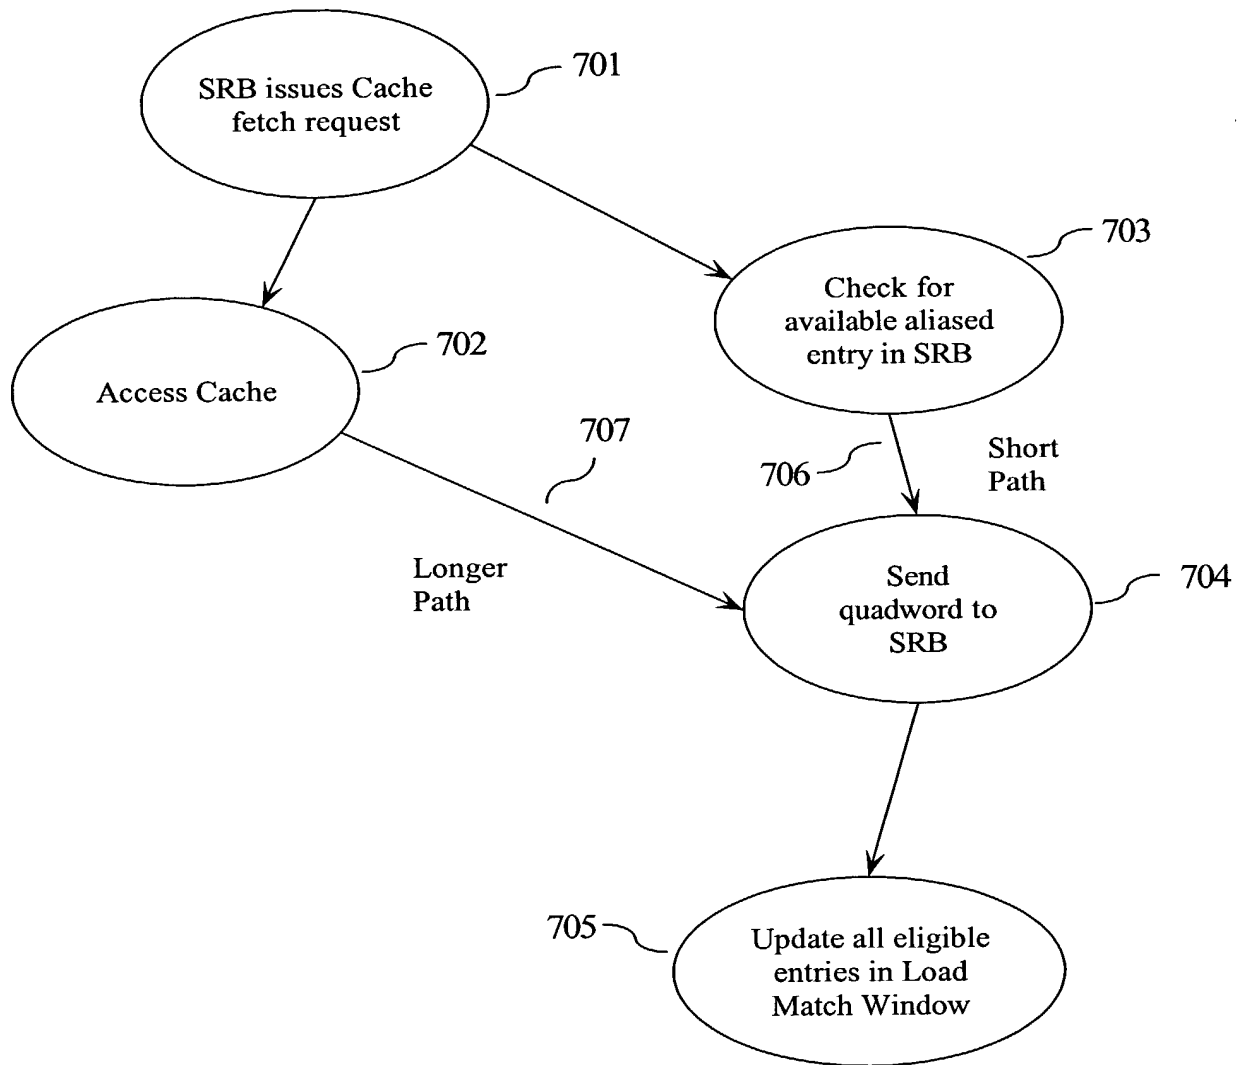 SRB issues Cache
fetch request
701
Check for
available aliased
entry in SRB
703
Access Cache
702
707
706
Short
Path
Longer
Path
Send
quadword to
SRB
704
705
Update all eligible
entries in Load
Match Window